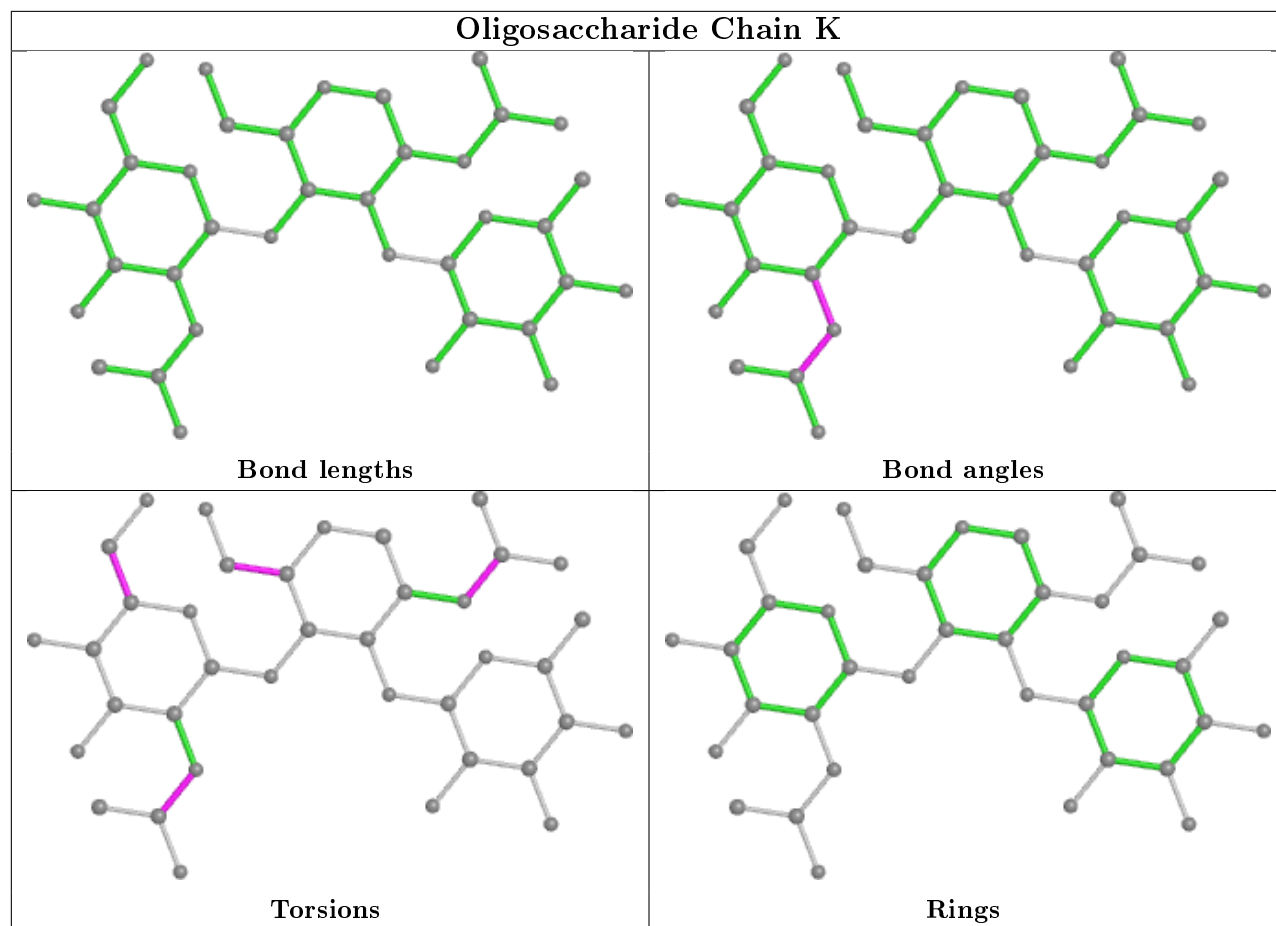 Oligosaccharide Chain K
Bond lengths
Bond angles
Torsions
Rings